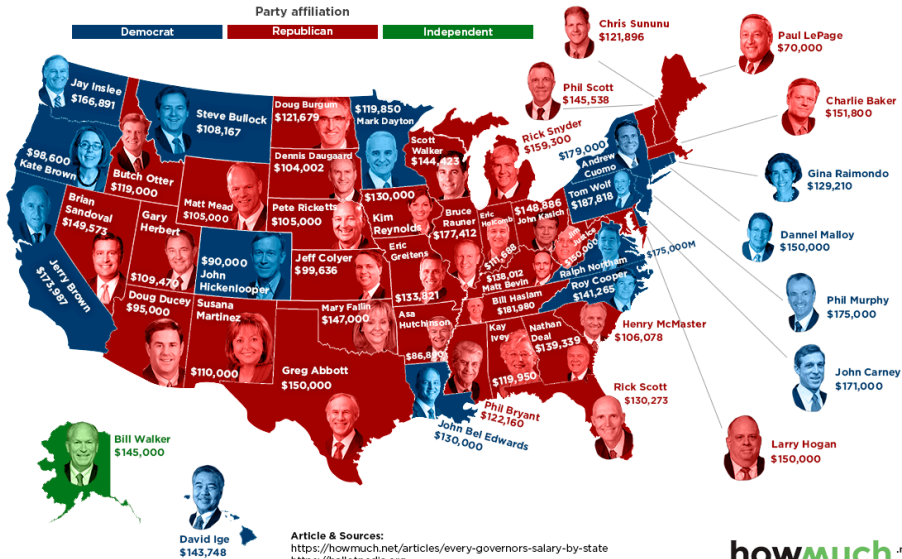 Party affiliation
Democrat
Republican
Independent
Chris Sununu
$121,896
Paul LePage
$70,000
Phil Scott
$145,538
Charlie Baker
$151,800
Gina Raimondo
$129,210
Dannel Malloy
$150,000
Phil Murphy
$175,000
John Carney
$171,000
Larry Hogan
$150,000
Jay Inslee
$166,891
Steve Bullock
$108,167
Doug Burgum
$121,679
$119,850
Mark Dayton
Scott
Walker
$144,423
Rick Snyder
$159,300
$179,000
Andrew
Cuomo
Tom Wolf
$187,818
$98,600
Kate Brown
Butch Otter
$119,000
Matt Mead
$105,000
Dennis Daugaard
$104,002
Pete Ricketts
$105,000
$130,000
Kim
Reynolds
Bruce
Rauner
$177,412
Eric
Holcomb
$111,688
$148,886
John Kasich
Jim
Justice
$150,000
$175,000M
Ralph Northam
Brian
Sandoval
$149,573
Gary
Herbert
$109,470
$90,000
John
Hickenlooper
Jeff Colyer
$99,636
Eric
Greitens
$133,821
$138,012
Matt Bevin
Roy Cooper
$141,265
Jerry Brown
$173,987
Doug Ducey
$95,000
Susana
Martinez
$110,000
Mary Fallin
$147,000
Asa
Hutchinson
$86,890
Bill Haslam
$181,980
Kay
Ivey
$119,950
Nathan
Deal
$139,339
Henry McMaster
$106,078
Greg Abbott
$150,000
Phil Bryant
$122,160
John Bel Edwards
$130,000
Rick Scott
$130,273
Bill Walker
$145,000
David Ige
$143,748
Article & Sources:
https://howmuch.net/articles/every-governors-salary-by-state
howmuch